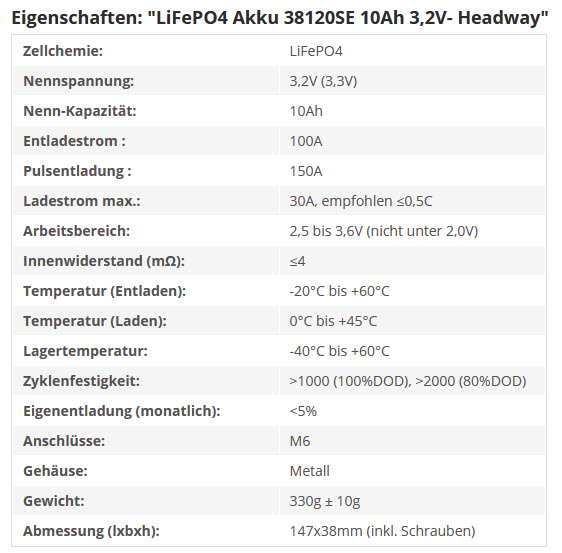 Eigenschaften: "LiFePO4 Akku 38120SE 10Ah 3,2V- Headway"
Zellchemie: LiFePO4
Nennspannung: 3,2V (3,3V)
Nenn-Kapazität: 10Ah
Entladestrom : 100A
Pulsentladung : 150A
Ladestrom max.: 30A, empfohlen ≤0,5C
Arbeitsbereich: 2,5 bis 3,6V (nicht unter 2,0V)
Innenwiderstand (mΩ): ≤4
Temperatur (Entladen): -20°C bis +60°C
Temperatur (Laden): 0°C bis +45°C
Lagertemperatur: -40°C bis +60°C
Zyklenfestigkeit: >1000 (100%DOD), >2000 (80%DOD)
Eigenentladung (monatlich): <5%
Anschlüsse: M6
Gehäuse: Metall
Gewicht: 330g ± 10g
Abmessung (lxbxh): 147x38mm (inkl. Schrauben)